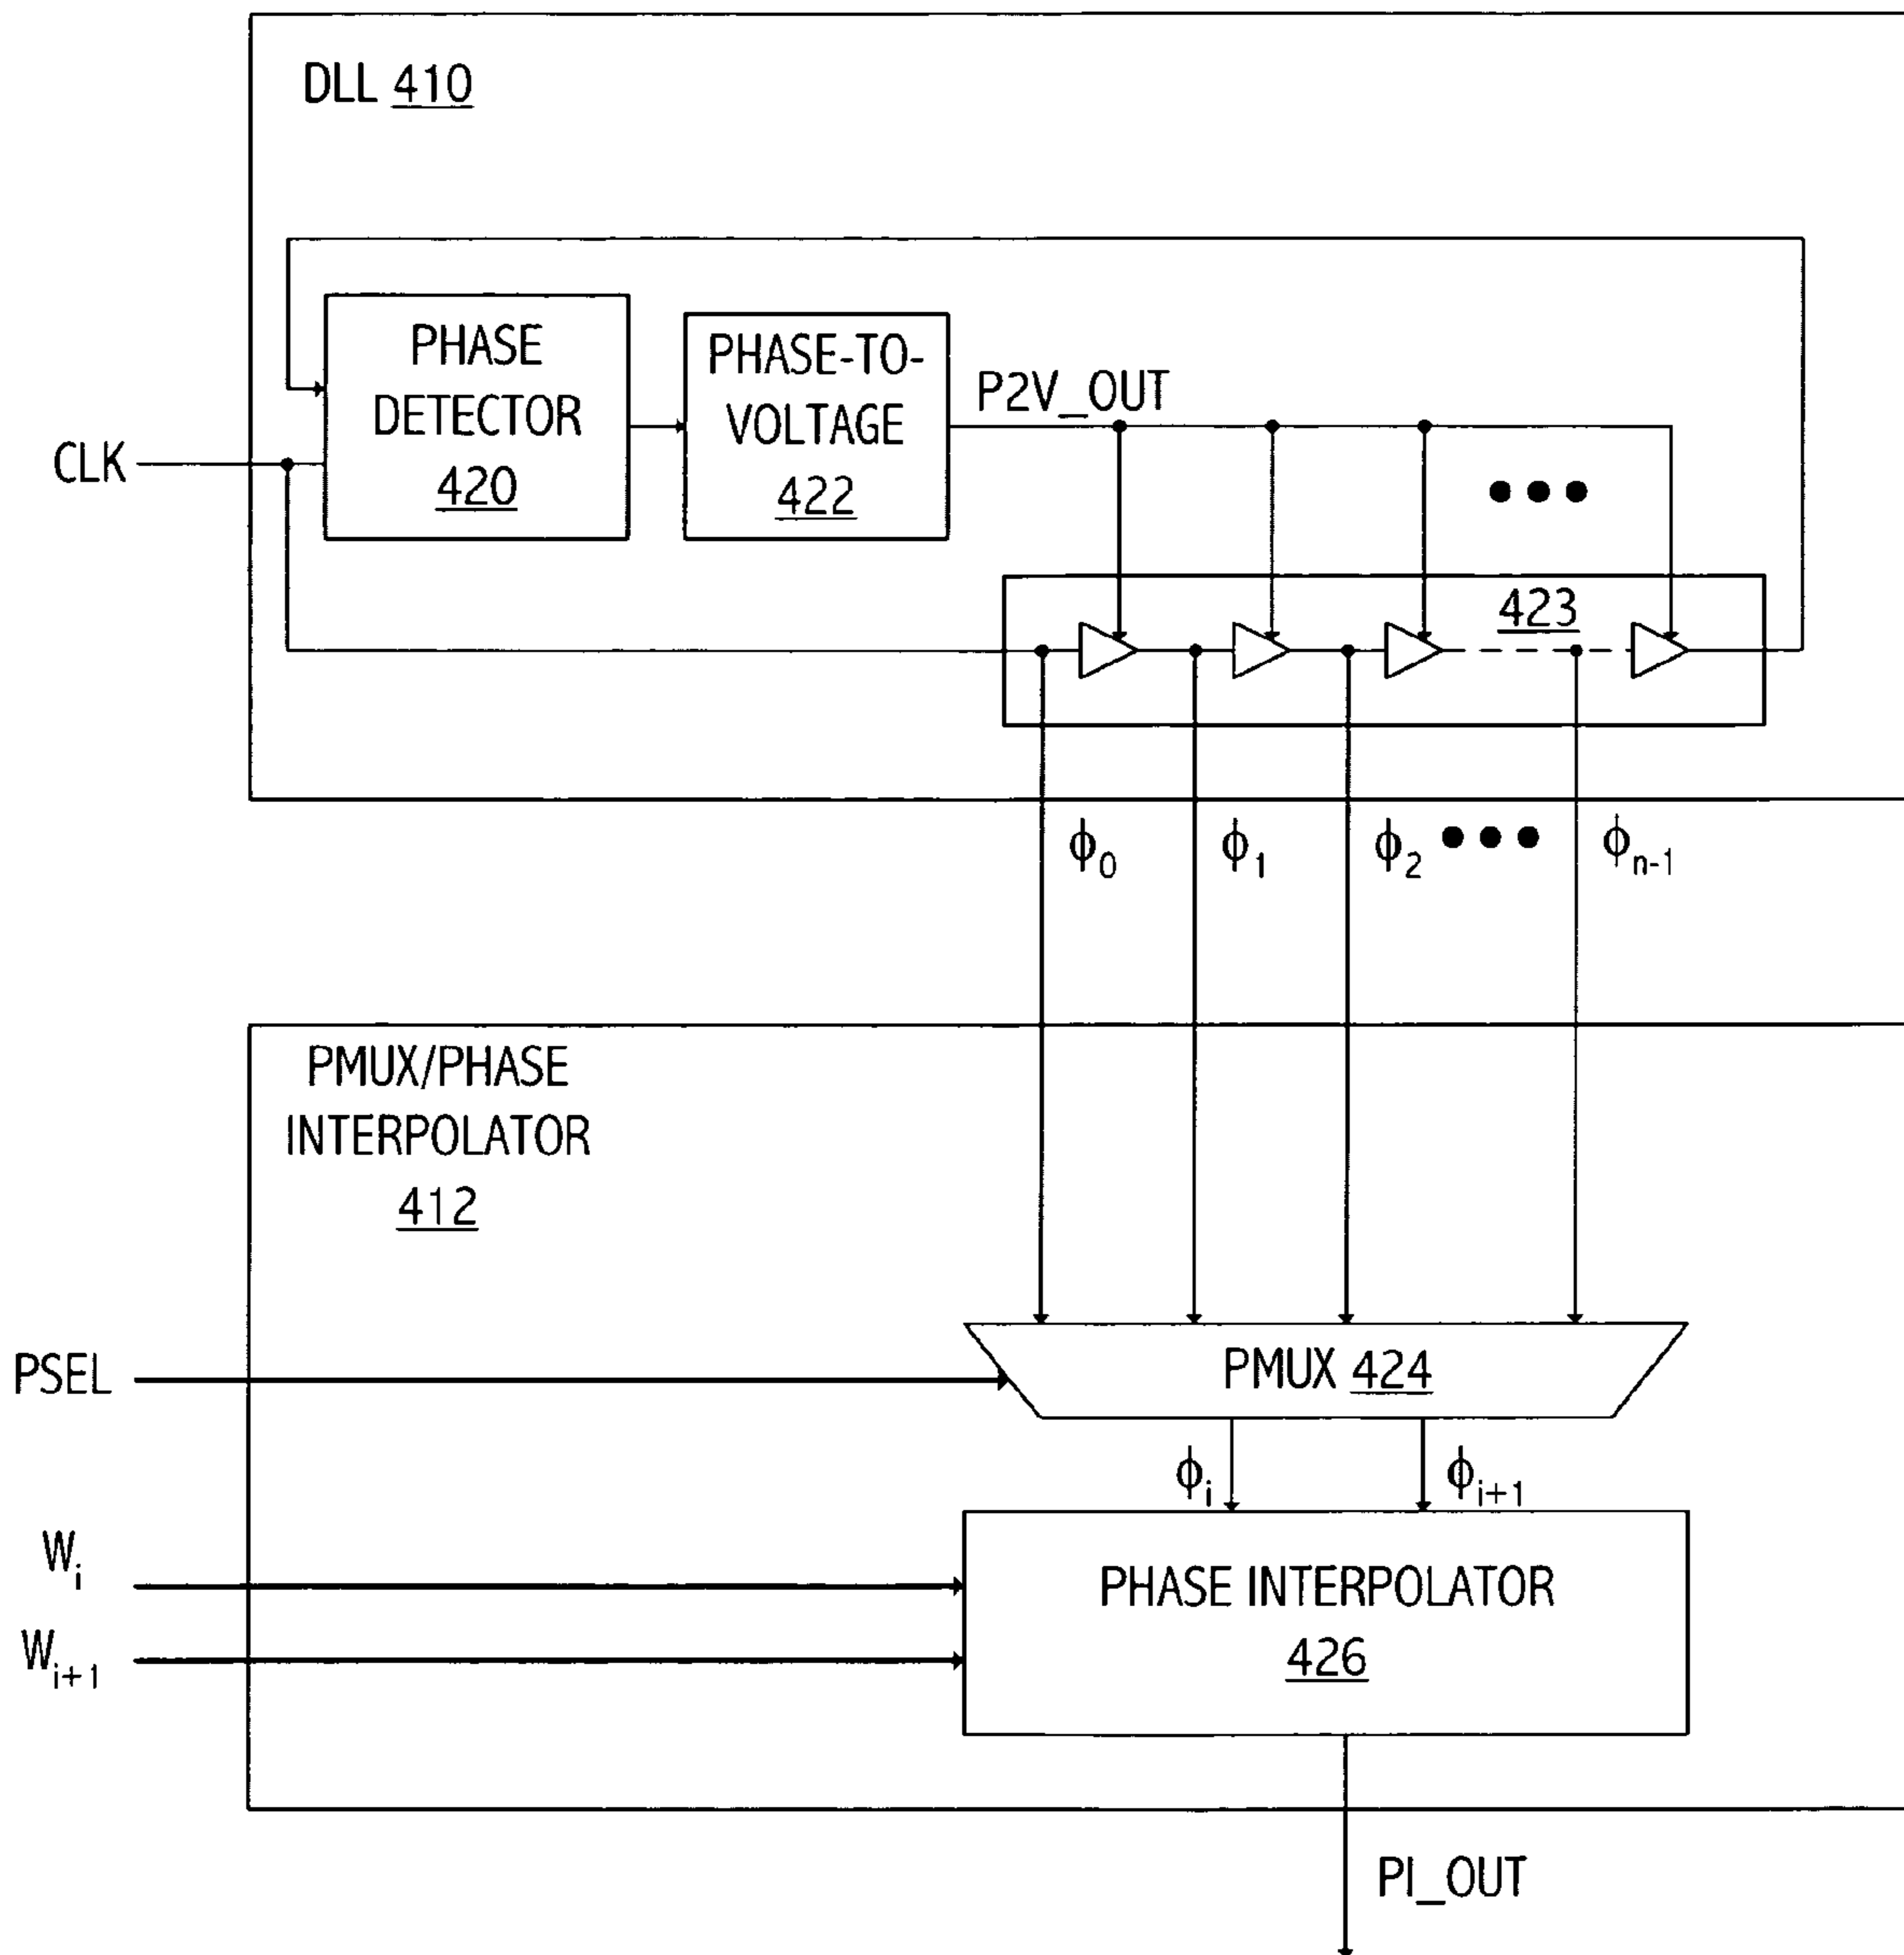 DLL 410
PHASE
DETECTOR
420
PHASE-TO-
VOLTAGE
422
P2V_OUT
CLK
423
ϕ0
ϕ1
ϕ2
ϕn-1
PMUX/PHASE
INTERPOLATOR
412
PSEL
PMUX 424
ϕi
ϕi+1
Wi
Wi+1
PHASE INTERPOLATOR
426
PI_OUT